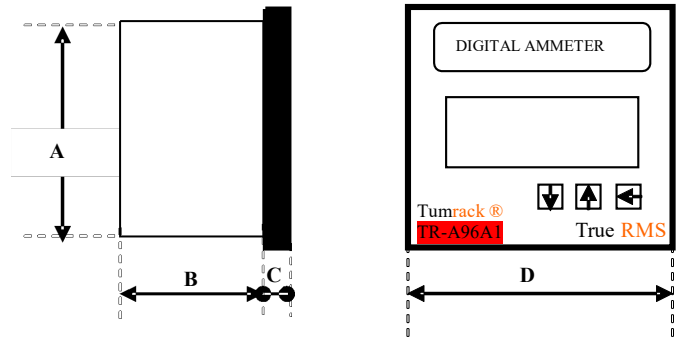 DIGITAL AMMETER
A
Tumrack ®
TR-A96A1
True RMS
B
C
D